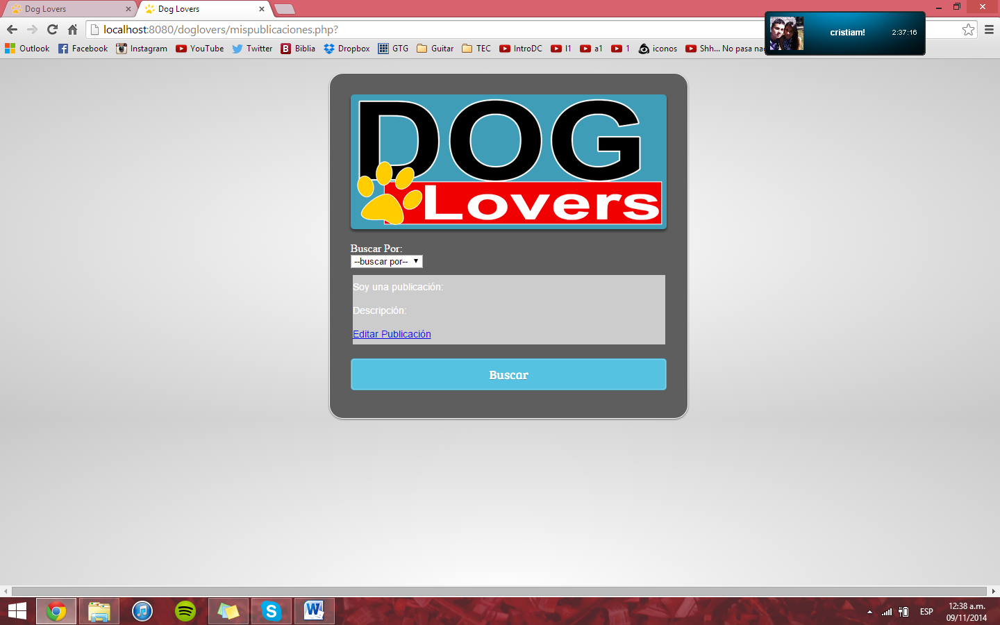 Dog Lovers
Dog Lovers
localhost:8080/doglovers/mispublicaciones.php?
cristiam!
2:37:16
Outlook
Facebook
Instagram
YouTube
Twitter
Biblia
Dropbox
GTG
Guitar
TEC
IntroDC
I1
a1
1
iconos
Shh... No pasa na
DOG
Lovers
Buscar Por:
--buscar por--
Soy una publicación:
Descripción:
Editar Publicación
Buscar
ESP
12:38 a.m.
09/11/2014